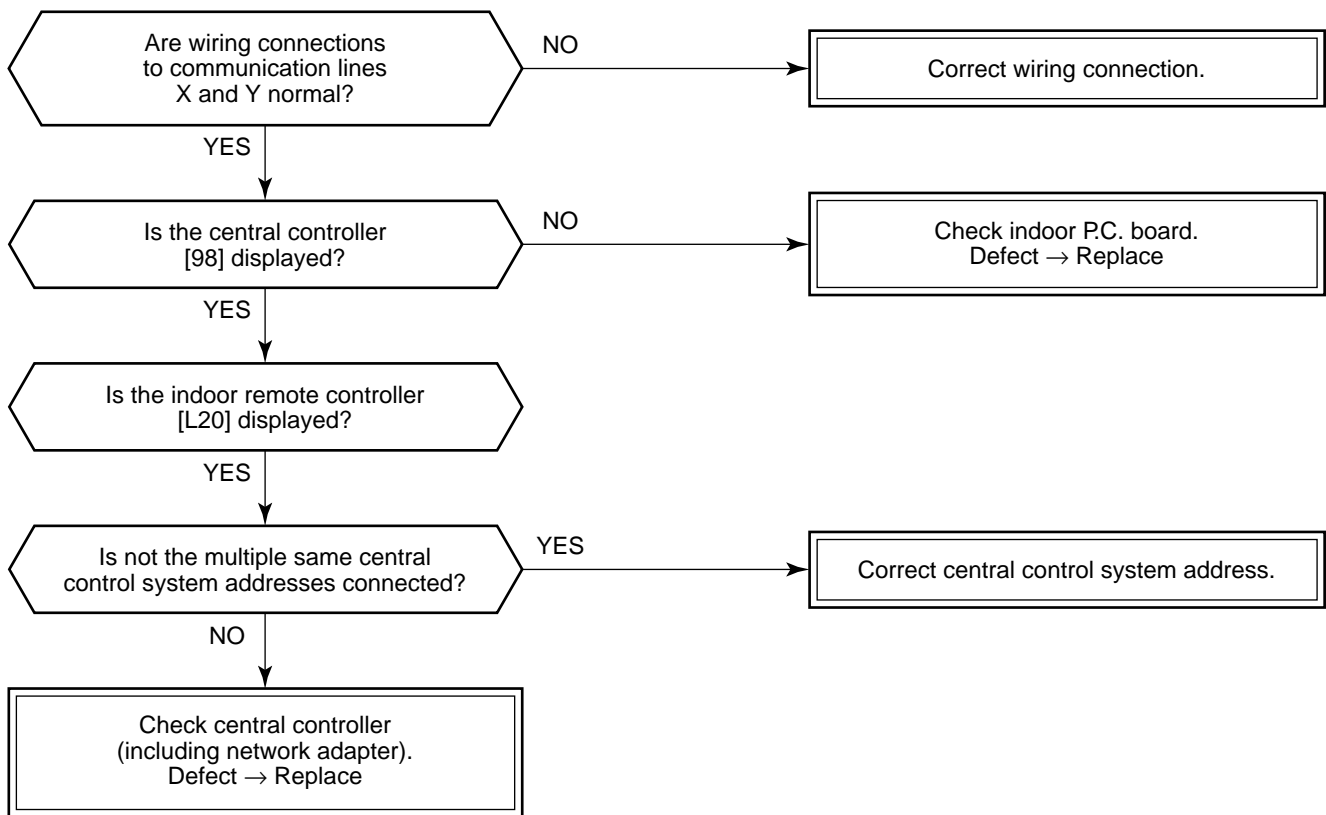 Are wiring connections
to communication lines
X and Y normal?
NO
Correct wiring connection.
YES
Is the central controller
[98] displayed?
NO
Check indoor P.C. board.
Defect → Replace
YES
Is the indoor remote controller
[L20] displayed?
YES
Is not the multiple same central
control system addresses connected?
YES
Correct central control system address.
NO
Check central controller
(including network adapter).
Defect → Replace